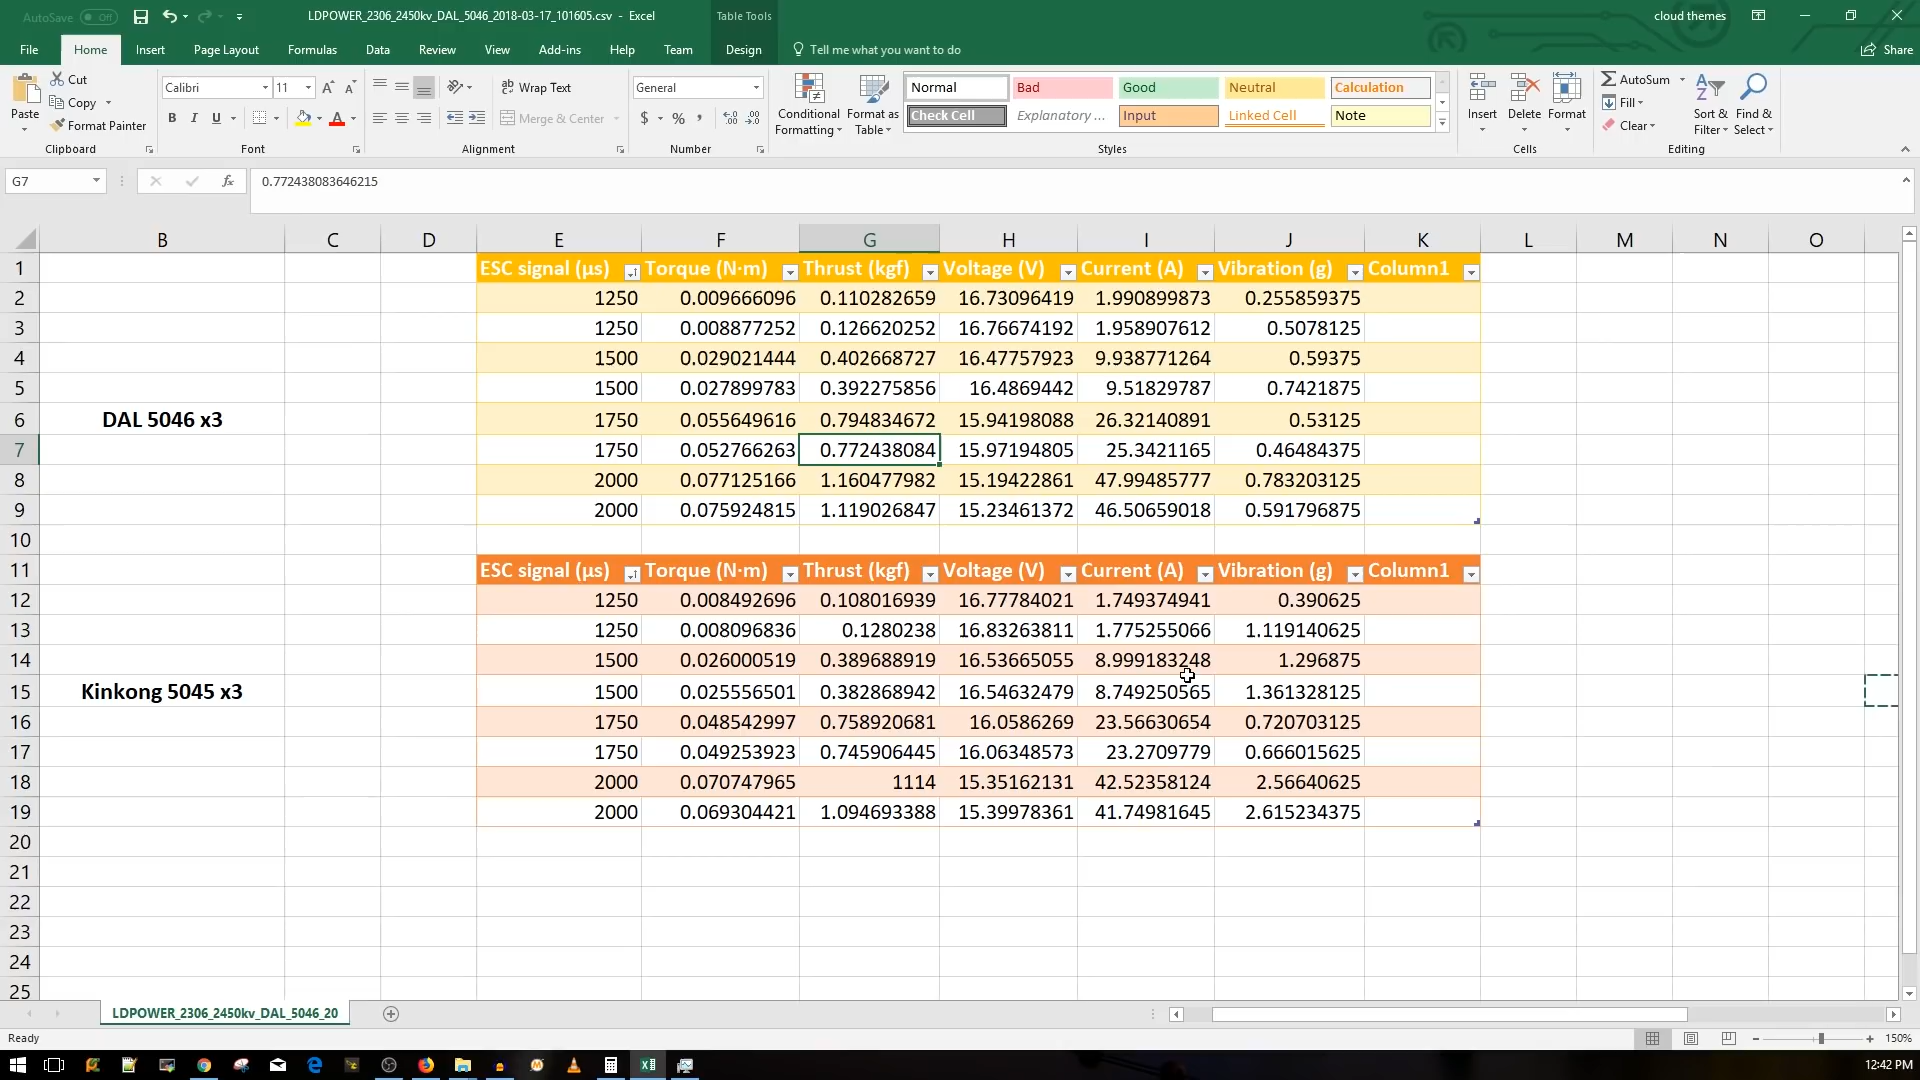 AutoSave Off
LDPOWER_2306_2450kv_DAL_5046_2018-03-17_101605.csv - Excel
Table Tools
cloud themes
File Home Insert Page Layout Formulas Data Review View Add-ins Help Team Design Tell me what you want to do Share
Paste
Cut
Copy
Format Painter
Clipboard
Calibri 11
B I U
Font
Wrap Text
Merge & Center
Alignment
General
$ % ,
Number
Conditional Formatting
Format as Table
Normal Bad Good Neutral Calculation
Check Cell Explanatory ... Input Linked Cell Note
Styles
Insert Delete Format
Cells
AutoSum
Fill
Clear
Sort & Filter
Find & Select
Editing
G7 fx 0.772438083646215
B C D E F G H I J K L M N O
1 ESC signal (µs) Torque (N·m) Thrust (kgf) Voltage (V) Current (A) Vibration (g) Column1
2 1250 0.009666096 0.110282659 16.73096419 1.990899873 0.255859375
3 1250 0.008877252 0.126620252 16.76674192 1.958907612 0.5078125
4 1500 0.029021444 0.402668727 16.47757923 9.938771264 0.59375
5 1500 0.027899783 0.392275856 16.4869442 9.51829787 0.7421875
6 DAL 5046 x3 1750 0.055649616 0.794834672 15.94198088 26.32140891 0.53125
7 1750 0.052766263 0.772438084 15.97194805 25.3421165 0.46484375
8 2000 0.077125166 1.160477982 15.19422861 47.99485777 0.783203125
9 2000 0.075924815 1.119026847 15.23461372 46.50659018 0.591796875
10
11 ESC signal (µs) Torque (N·m) Thrust (kgf) Voltage (V) Current (A) Vibration (g) Column1
12 1250 0.008492696 0.108016939 16.77784021 1.749374941 0.390625
13 1250 0.008096836 0.1280238 16.83263811 1.775255066 1.119140625
14 1500 0.026000519 0.389688919 16.53665055 8.999183248 1.296875
15 Kinkong 5045 x3 1500 0.025556501 0.382868942 16.54632479 8.749250565 1.361328125
16 1750 0.048542997 0.758920681 16.0586269 23.56630654 0.720703125
17 1750 0.049253923 0.745906445 16.06348573 23.2709779 0.666015625
18 2000 0.070747965 1114 15.35162131 42.52358124 2.56640625
19 2000 0.069304421 1.094693388 15.39978361 41.74981645 2.615234375
20
21
22
23
24
25
LDPOWER_2306_2450kv_DAL_5046_20
Ready
150%
12:42 PM